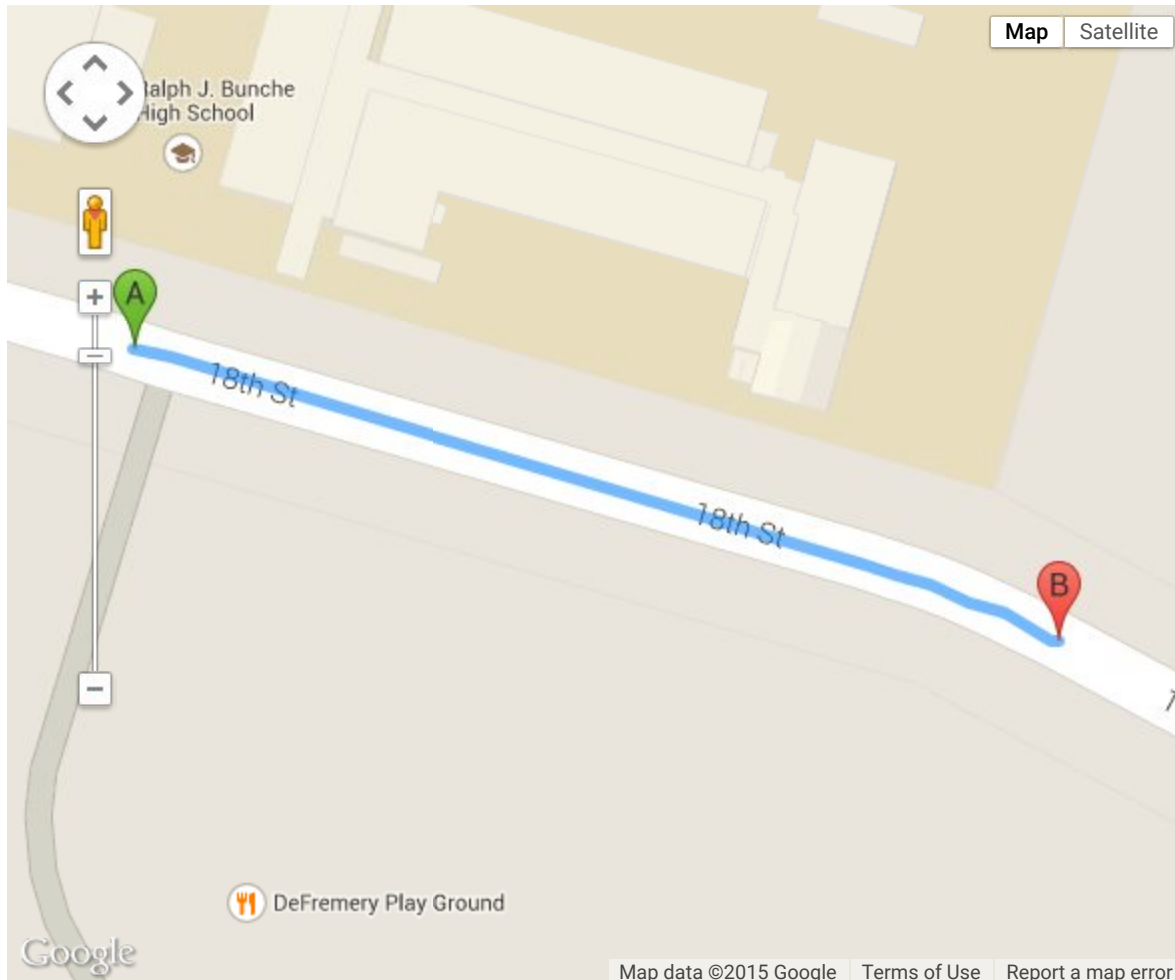 Map Satellite
Ralph J. Bunche
High School
A
18th St
18th St
B
DeFremery Play Ground
Google
Map data ©2015 Google Terms of Use Report a map error